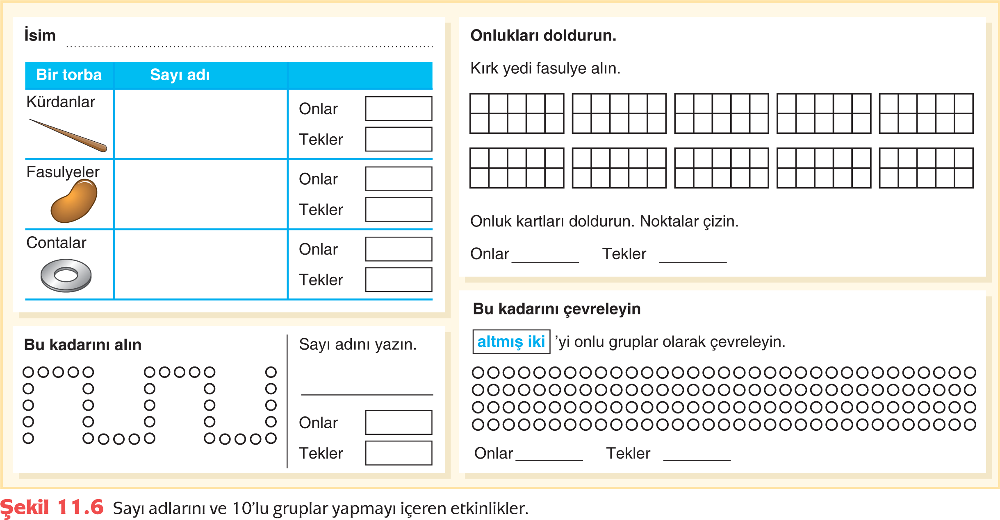 İsim
Bir torba Sayı adı
Kürdanlar
Onlar
Tekler
Fasulyeler
Onlar
Tekler
Contalar
Onlar
Tekler
Bu kadarını alın
Sayı adını yazın.
Onlar
Tekler
Onlukları doldurun.
Kırk yedi fasulye alın.
Onluk kartları doldurun. Noktalar çizin.
Onlar Tekler
Bu kadarını çevreleyin
altmış iki ’yi onlu gruplar olarak çevreleyin.
Onlar Tekler
Şekil 11.6 Sayı adlarını ve 10’lu gruplar yapmayı içeren etkinlikler.